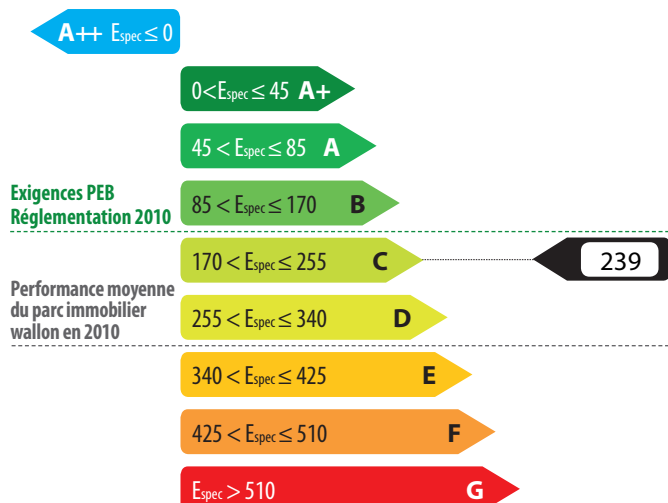 A++ Espec ≤ 0
0<Espec ≤ 45 A+
45 < Espec ≤ 85 A
Exigences PEB
Réglementation 2010
85 < Espec ≤ 170 B
170 < Espec ≤ 255 C
239
Performance moyenne
du parc immobilier
wallon en 2010
255 < Espec ≤ 340 D
340 < Espec ≤ 425 E
425 < Espec ≤ 510 F
Espec > 510 G